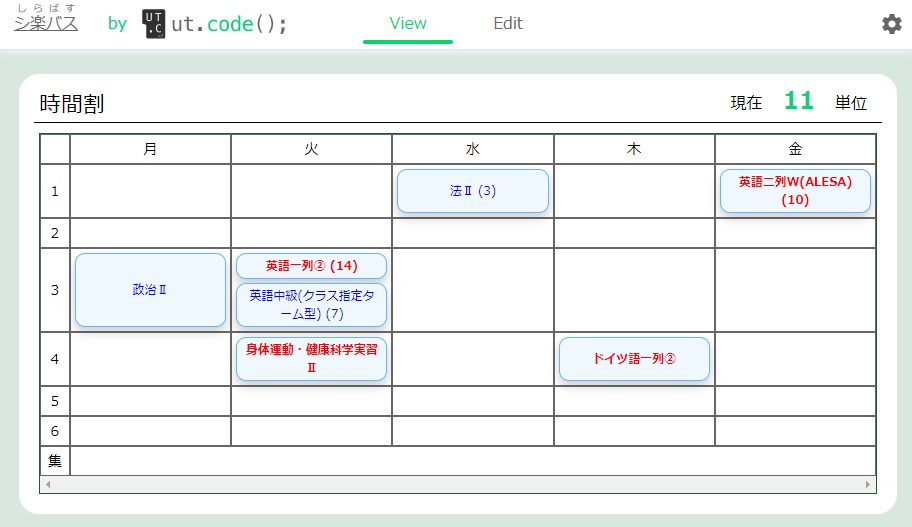 しらばす
シ楽バス by UT.C ut.code(); View Edit
時間割 現在 11 単位
月 火 水 木 金
1 法Ⅱ (3) 英語二列W(ALESA)
(10)
2
3 政治Ⅱ 英語一列② (14)
英語中級(クラス指定タ
ーム型) (7)
4 身体運動・健康科学実習
Ⅱ ドイツ語一列②
5
6
集